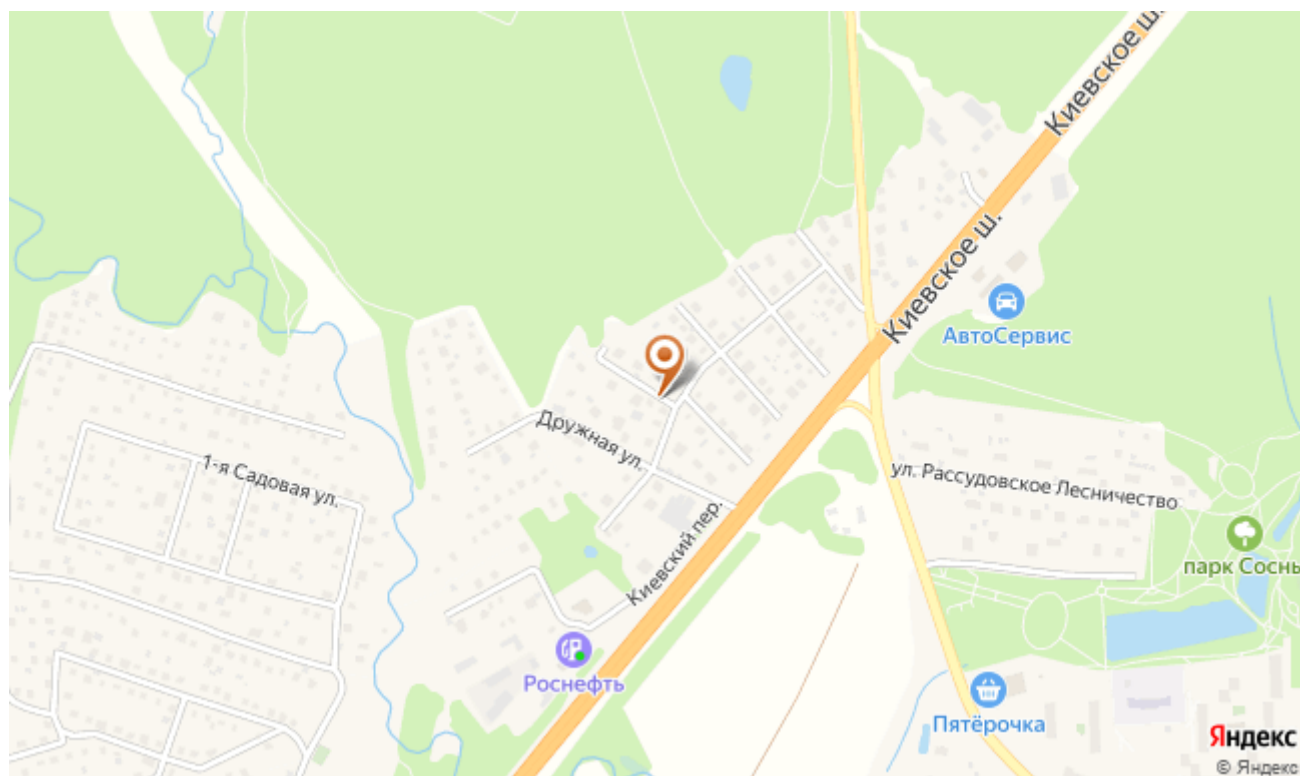 Киевское ш.
Киевское ш.
АвтоСервис
Дружная ул.
1-я Садовая ул.
ул. Рассудовское Лесничество
Киевский пер.
парк Сосны
Роснефть
Пятёрочка
Яндекс
© Яндекс